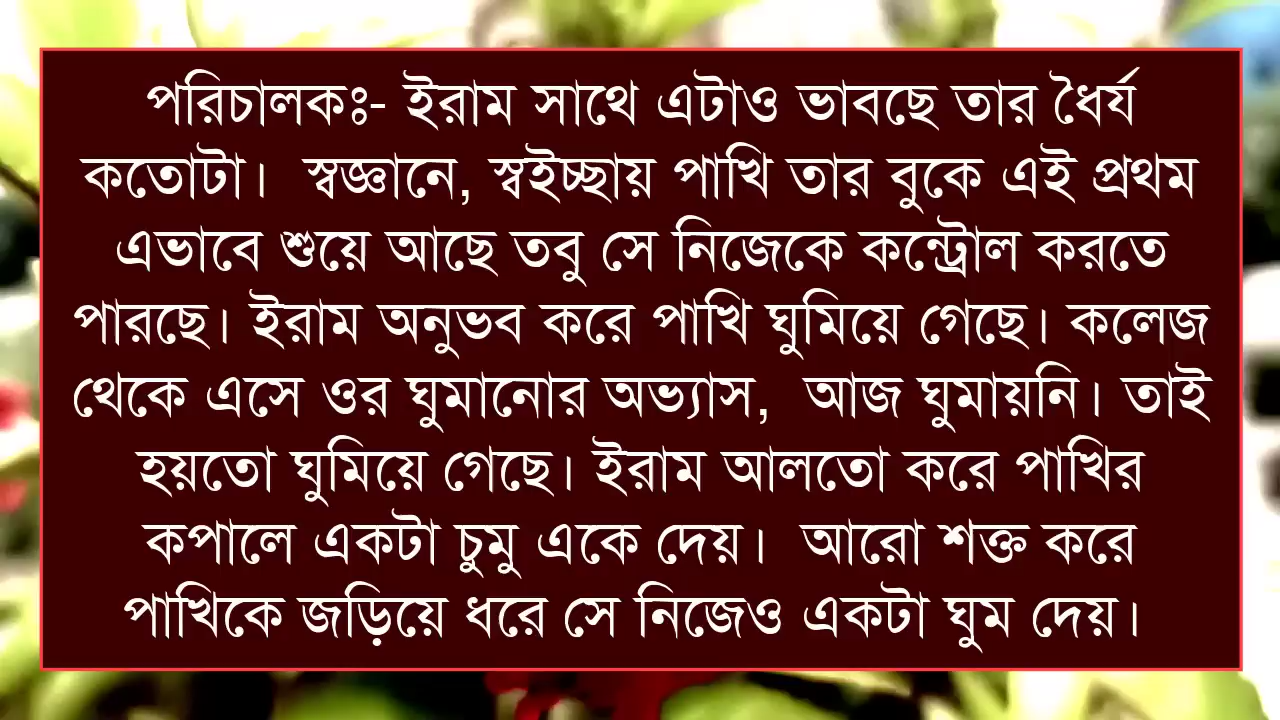 পরিচালকঃ- ইরাম সাথে এটাও ভাবছে তার ধৈর্য
কতোটা।  স্বজ্ঞানে, স্বইচ্ছায় পাখি তার বুকে এই প্রথম
এভাবে শুয়ে আছে তবু সে নিজেকে কন্ট্রোল করতে
পারছে। ইরাম অনুভব করে পাখি ঘুমিয়ে গেছে। কলেজ
থেকে এসে ওর ঘুমানোর অভ্যাস,  আজ ঘুমায়নি। তাই
হয়তো ঘুমিয়ে গেছে। ইরাম আলতো করে পাখির
কপালে একটা চুমু একে দেয়।  আরো শক্ত করে
পাখিকে জড়িয়ে ধরে সে নিজেও একটা ঘুম দেয়।